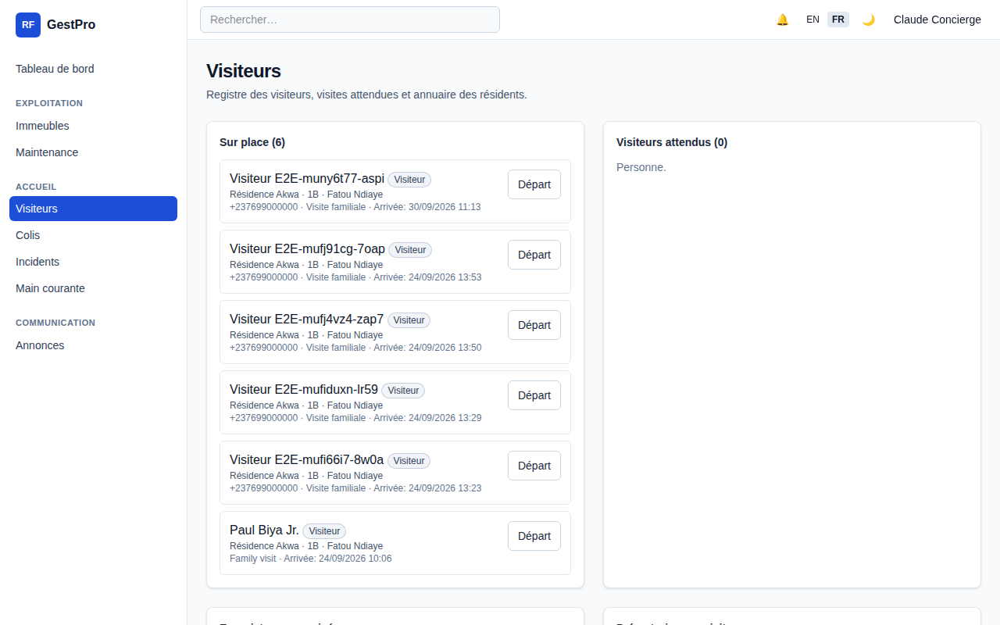 RF GestPro
Rechercher…
🔔 EN FR 🌙 Claude Concierge
Tableau de bord
EXPLOITATION
Immeubles
Maintenance
ACCUEIL
Visiteurs
Colis
Incidents
Main courante
COMMUNICATION
Annonces
Visiteurs
Registre des visiteurs, visites attendues et annuaire des résidents.
Sur place (6)
Visiteur E2E-muny6t77-aspi Visiteur
Résidence Akwa · 1B · Fatou Ndiaye
+237699000000 · Visite familiale · Arrivée: 30/09/2026 11:13
Départ
Visiteur E2E-mufj91cg-7oap Visiteur
Résidence Akwa · 1B · Fatou Ndiaye
+237699000000 · Visite familiale · Arrivée: 24/09/2026 13:53
Départ
Visiteur E2E-mufj4vz4-zap7 Visiteur
Résidence Akwa · 1B · Fatou Ndiaye
+237699000000 · Visite familiale · Arrivée: 24/09/2026 13:50
Départ
Visiteur E2E-mufiduxn-lr59 Visiteur
Résidence Akwa · 1B · Fatou Ndiaye
+237699000000 · Visite familiale · Arrivée: 24/09/2026 13:29
Départ
Visiteur E2E-mufi66i7-8w0a Visiteur
Résidence Akwa · 1B · Fatou Ndiaye
+237699000000 · Visite familiale · Arrivée: 24/09/2026 13:23
Départ
Paul Biya Jr. Visiteur
Résidence Akwa · 1B · Fatou Ndiaye
Family visit · Arrivée: 24/09/2026 10:06
Départ
Visiteurs attendus (0)
Personne.